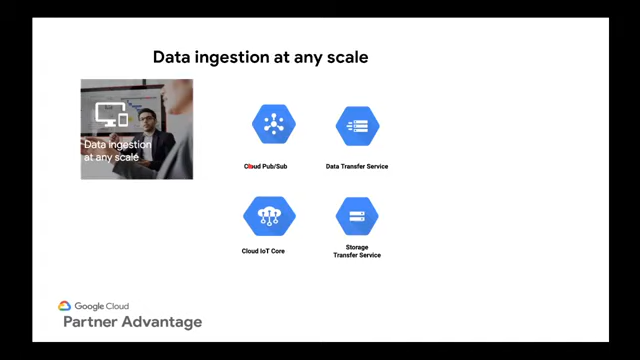 Data ingestion at any scale
Data ingestion
at any scale
Cloud Pub/Sub
Data Transfer Service
Cloud IoT Core
Storage
Transfer Service
Google Cloud
Partner Advantage